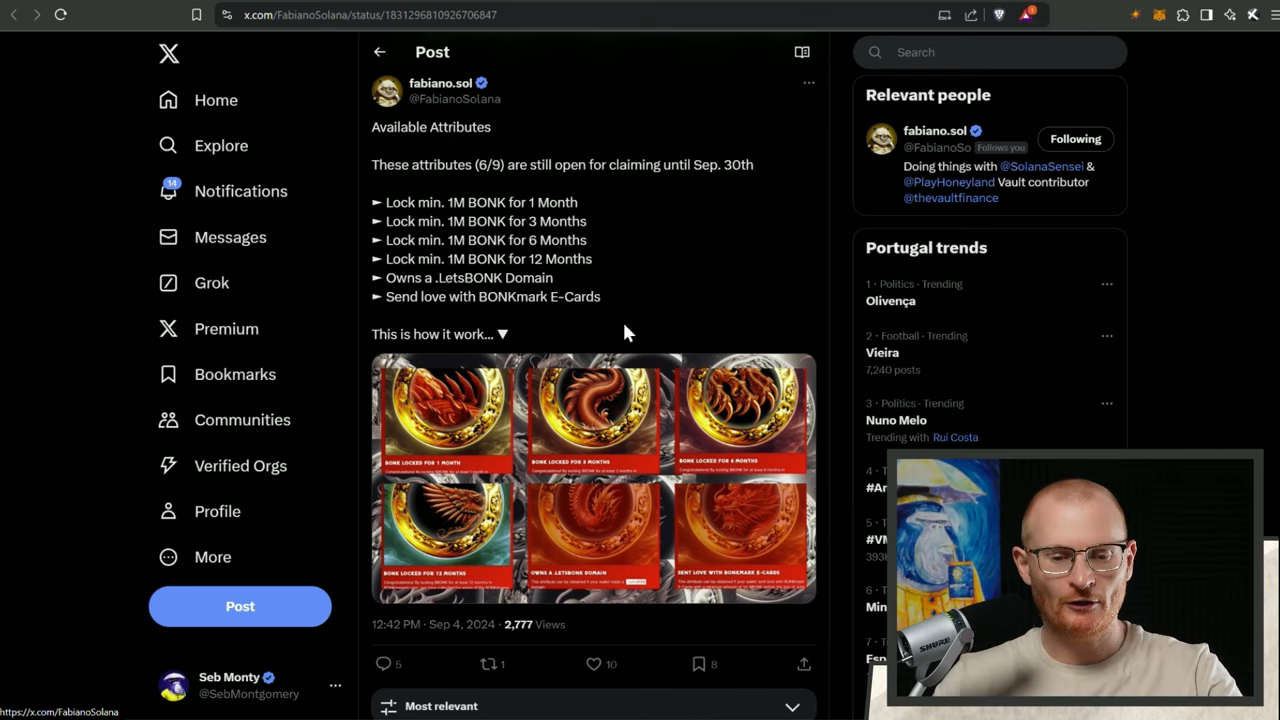 x.com/FabianoSolana/status/1831296810926706847
Post
Search
fabiano.sol
@FabianoSolana
Available Attributes
These attributes (6/9) are still open for claiming until Sep. 30th
► Lock min. 1M BONK for 1 Month
► Lock min. 1M BONK for 3 Months
► Lock min. 1M BONK for 6 Months
► Lock min. 1M BONK for 12 Months
► Owns a .LetsBONK Domain
► Send love with BONKmark E-Cards
This is how it work... ▼
BONK LOCKED FOR 1 MONTH
BONK LOCKED FOR 3 MONTHS
BONK LOCKED FOR 6 MONTHS
BONK LOCKED FOR 12 MONTHS
OWNS A .LETSBONK DOMAIN
SENT LOVE WITH BONKMARK E-CARDS
12:42 PM · Sep 4, 2024 · 2,777 Views
5
1
10
8
Most relevant
Home
Explore
14
Notifications
Messages
Grok
Premium
Bookmarks
Communities
Verified Orgs
Profile
More
Post
Seb Monty
@SebMontgomery
https://x.com/FabianoSolana
Relevant people
fabiano.sol
@FabianoSo Follows you
Following
Doing things with @SolanaSensei &
@PlayHoneyland Vault contributor
@thevaultfinance
Portugal trends
1 · Politics · Trending
Olivença
2 · Football · Trending
Vieira
7,240 posts
3 · Politics · Trending
Nuno Melo
Trending with Rui Costa
4 · T
5 · T
#VM
393K
6 · T
Min
7 · T
Esp
SHURE